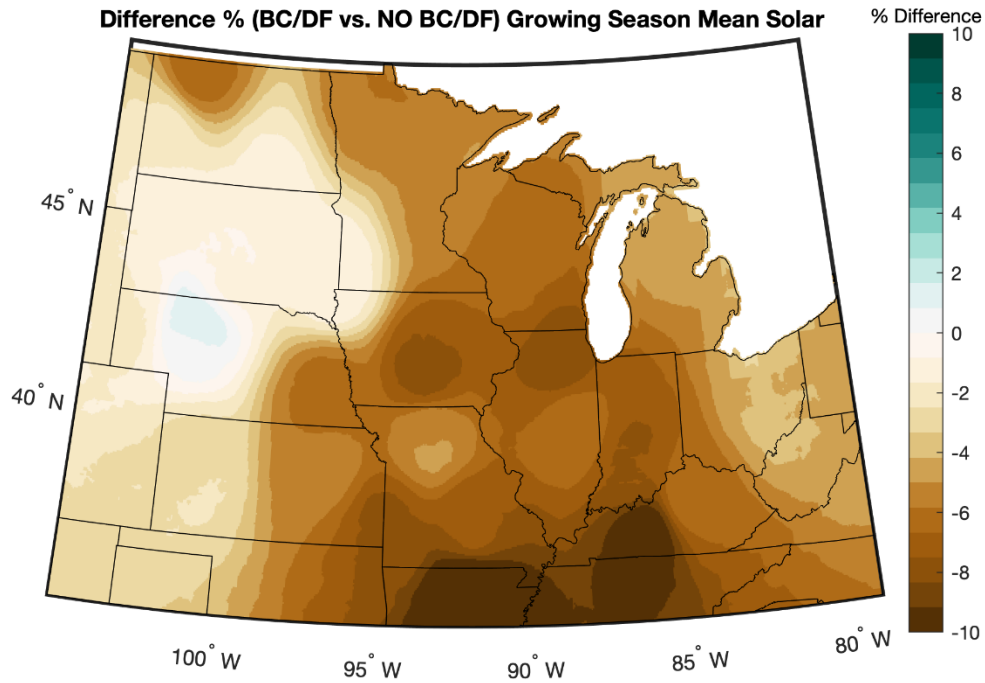 Difference % (BC/DF vs. NO BC/DF) Growing Season Mean Solar
% Difference
10
8
6
4
2
0
-2
-4
-6
-8
-10
45° N
40° N
100° W
95° W
90° W
85° W
80° W